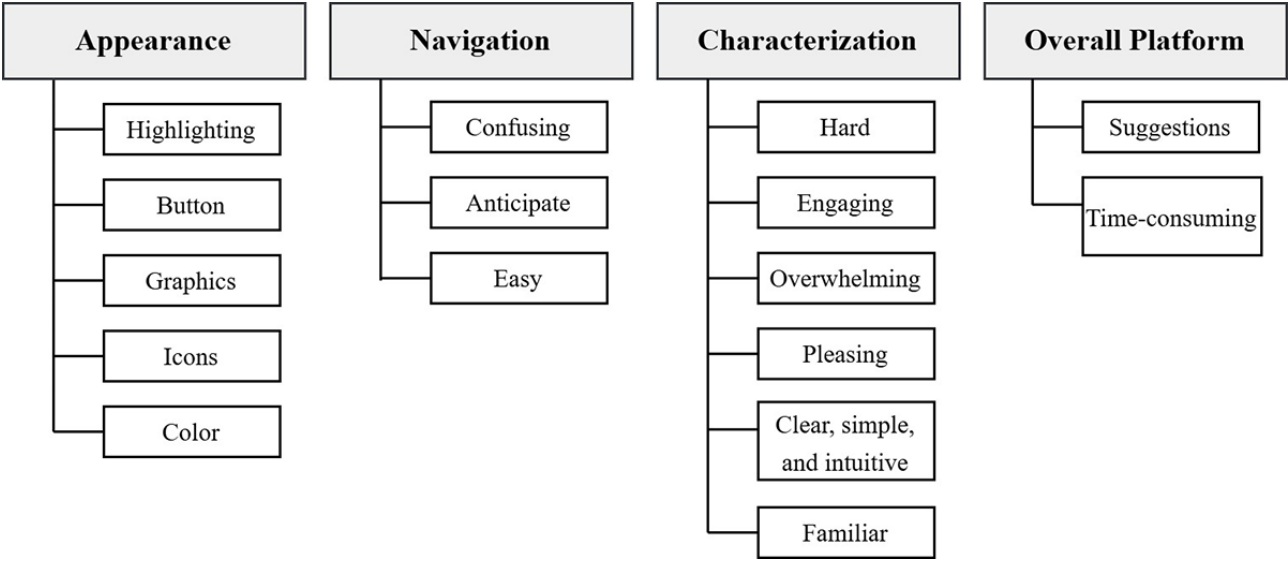 Appearance
Highlighting
Button
Graphics
Icons
Color
Navigation
Confusing
Anticipate
Easy
Characterization
Hard
Engaging
Overwhelming
Pleasing
Clear, simple,
and intuitive
Familiar
Overall Platform
Suggestions
Time-consuming